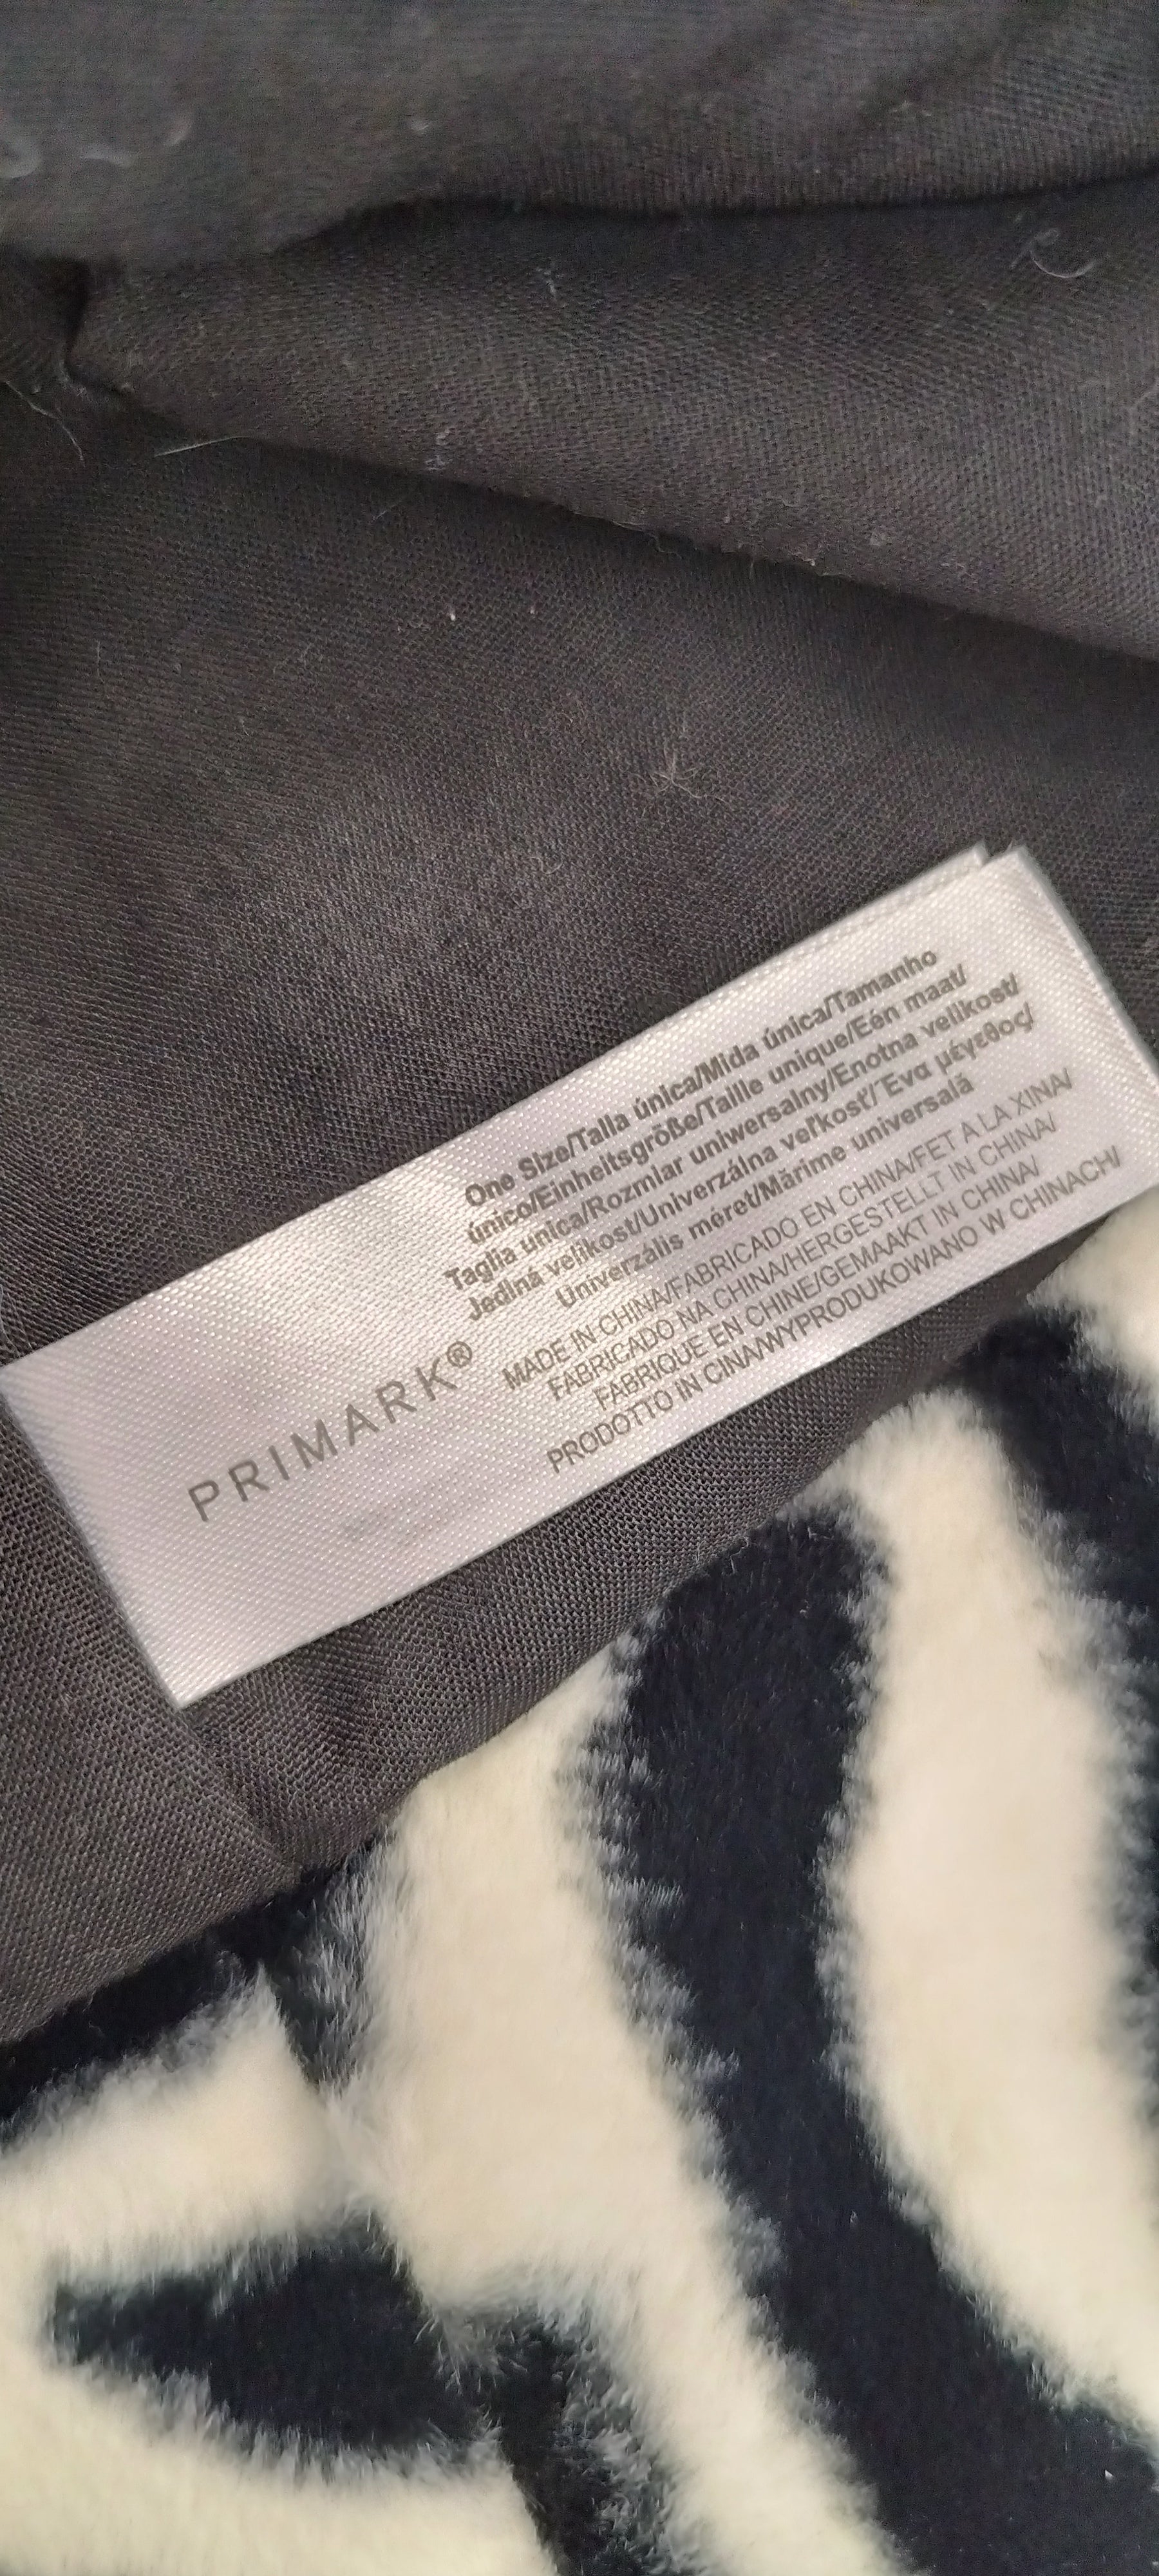 PRIMARK®
One Size/Talla única/Mida única/Tamanho
único/Einheitsgröße/Taille unique/Eén maat/
Taglia unica/Rozmiar uniwersalny/Enotna velikost/
Jediná velikost/Univerzálna veľkosť/Ένα μέγεθος/
Univerzális méret/Mărime universală
MADE IN CHINA/FABRICADO EN CHINA/FET A LA XINA/
FABRICADO NA CHINA/HERGESTELLT IN CHINA/
FABRIQUE EN CHINE/GEMAAKT IN CHINA/
PRODOTTO IN CINA/WYPRODUKOWANO W CHINACH/